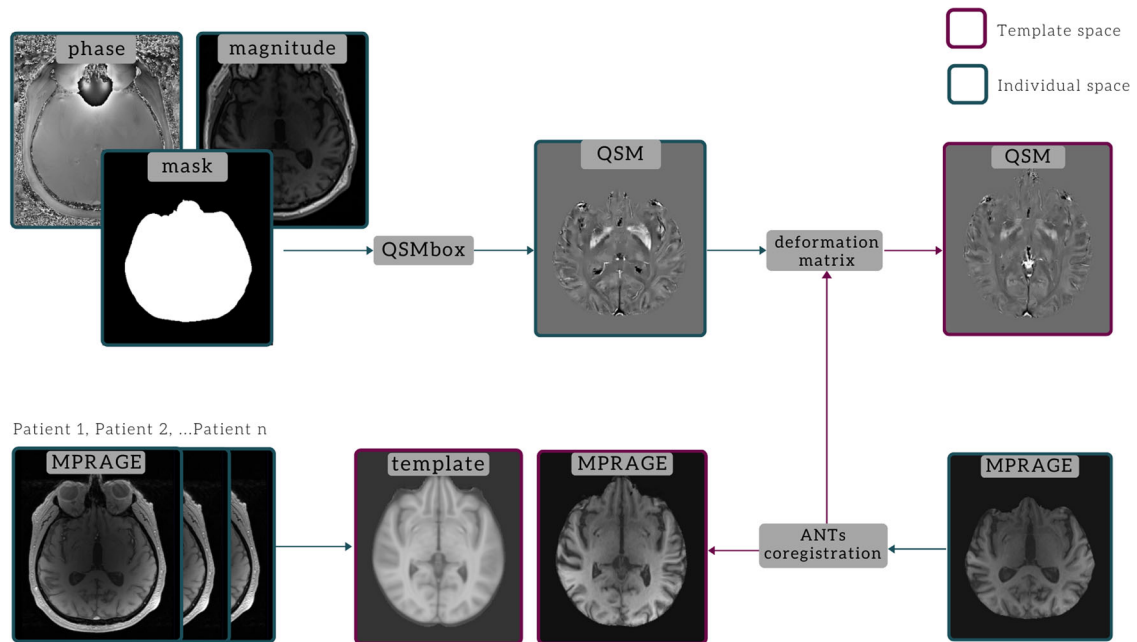 phase
magnitude
Template space
Individual space
mask
QSM
QSM
QSMbox
deformation
matrix
Patient 1, Patient 2, ...Patient n
MPRAGE
template
MPRAGE
MPRAGE
ANTs
coregistration